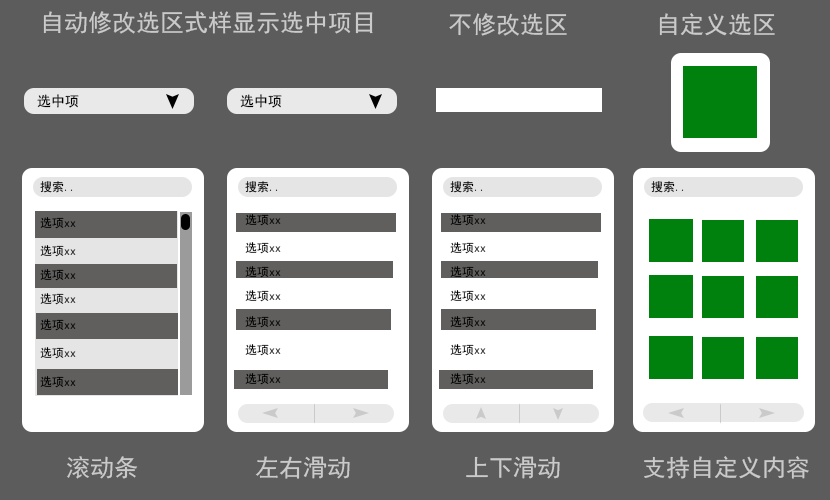 自动修改选区式样显示选中项目
不修改选区
自定义选区
选中项
选中项
搜索. .
选项xx
选项xx
选项xx
选项xx
选项xx
选项xx
选项xx
搜索. .
选项xx
选项xx
选项xx
选项xx
选项xx
选项xx
选项xx
搜索. .
选项xx
选项xx
选项xx
选项xx
选项xx
选项xx
选项xx
搜索. .
滚动条
左右滑动
上下滑动
支持自定义内容